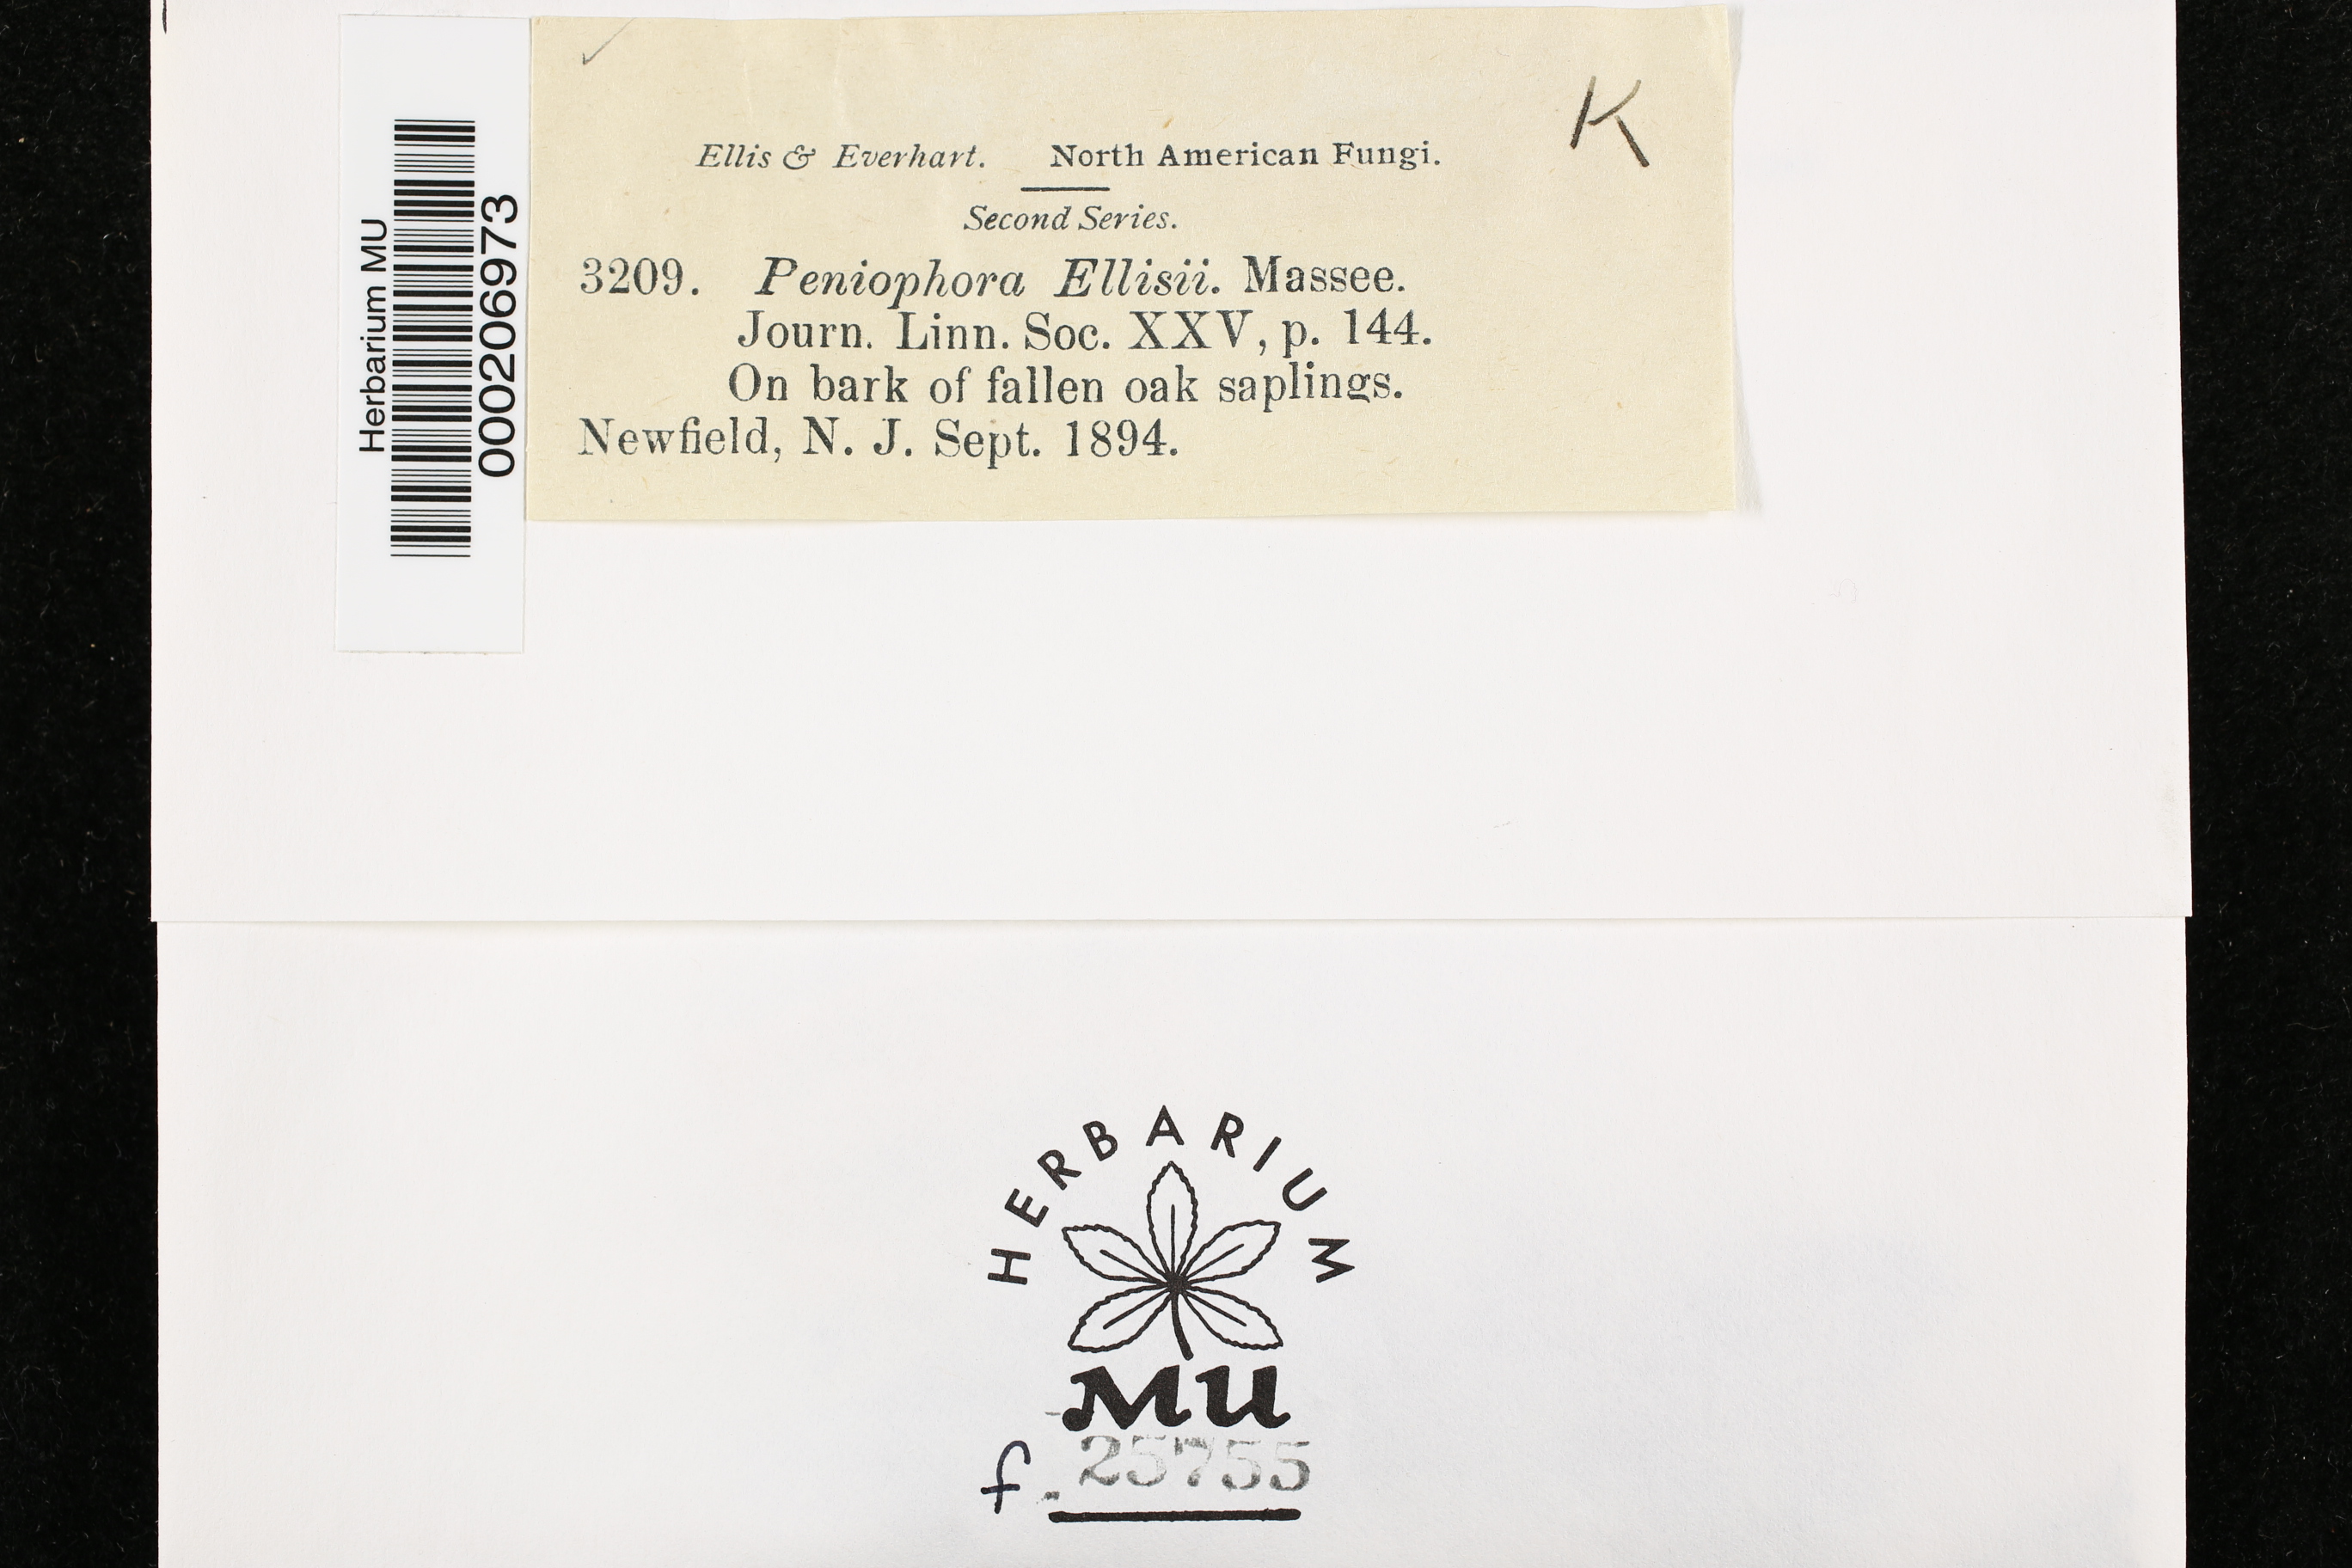 Herbarium MU
000206973
K
Ellis & Everhart. North American Fungi.
Second Series.
3209. Peniophora Ellisii. Massee.
Journ. Linn. Soc. XXV, p. 144.
On bark of fallen oak saplings.
Newfield, N. J. Sept. 1894.
HERBARIUM
MU
f. 25755